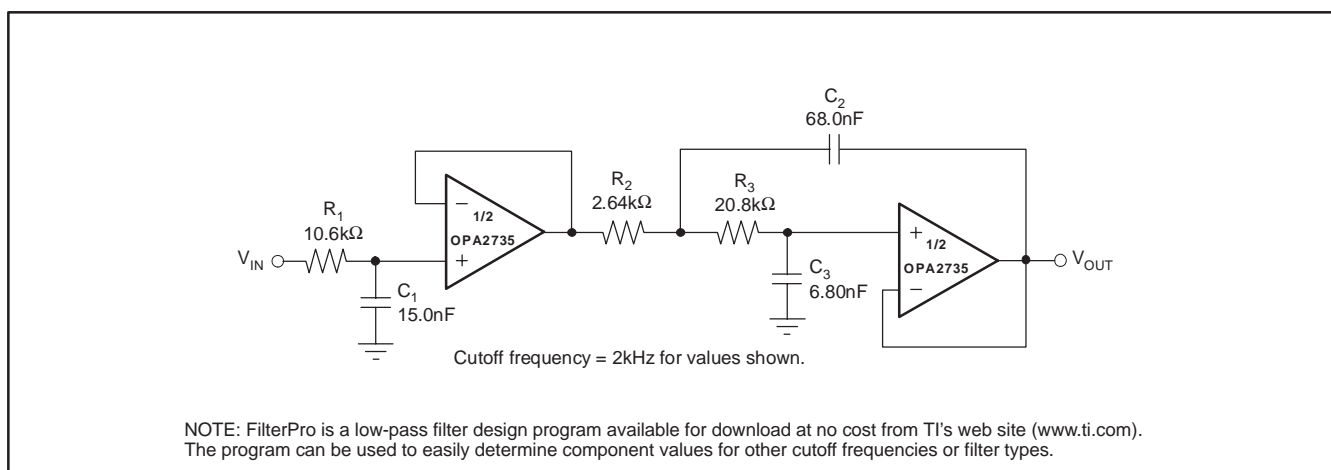 C2
68.0nF
R2
2.64kΩ
R3
20.8kΩ
R1
10.6kΩ
−
1/2
OPA2735
+
+
1/2
OPA2735
−
VIN
VOUT
C1
15.0nF
C3
6.80nF
Cutoff frequency = 2kHz for values shown.
NOTE: FilterPro is a low-pass filter design program available for download at no cost from TI's web site (www.ti.com).
The program can be used to easily determine component values for other cutoff frequencies or filter types.